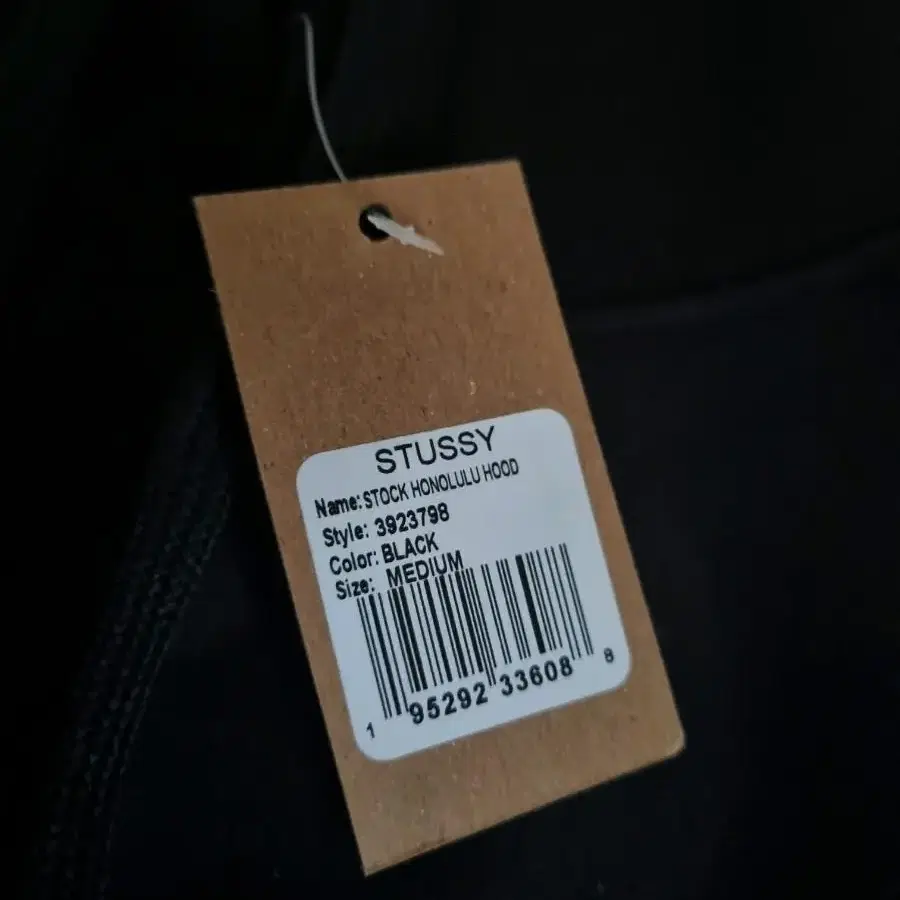 STUSSY
Name: STOCK HONOLULU HOOD
Style: 3923798
Color: BLACK
Size: MEDIUM
1 95292 33608 8